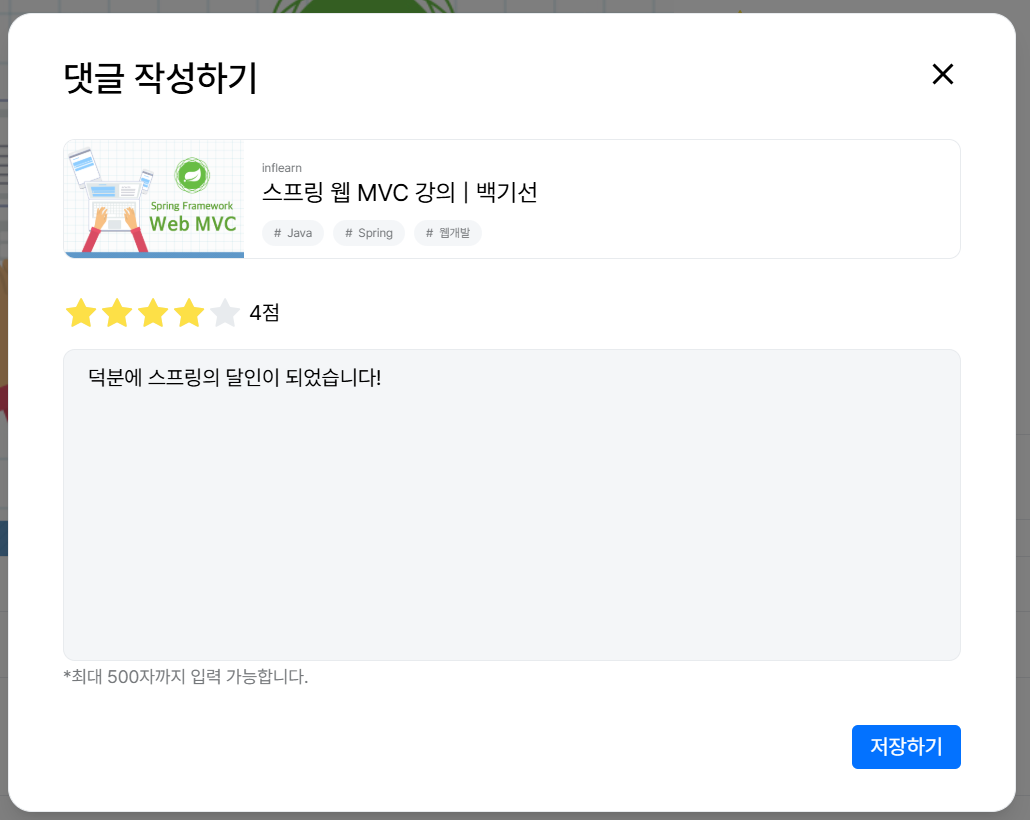 댓글 작성하기
Spring Framework
Web MVC
inflearn
스프링 웹 MVC 강의 | 백기선
# Java # Spring # 웹개발
4점
덕분에 스프링의 달인이 되었습니다!
*최대 500자까지 입력 가능합니다.
저장하기